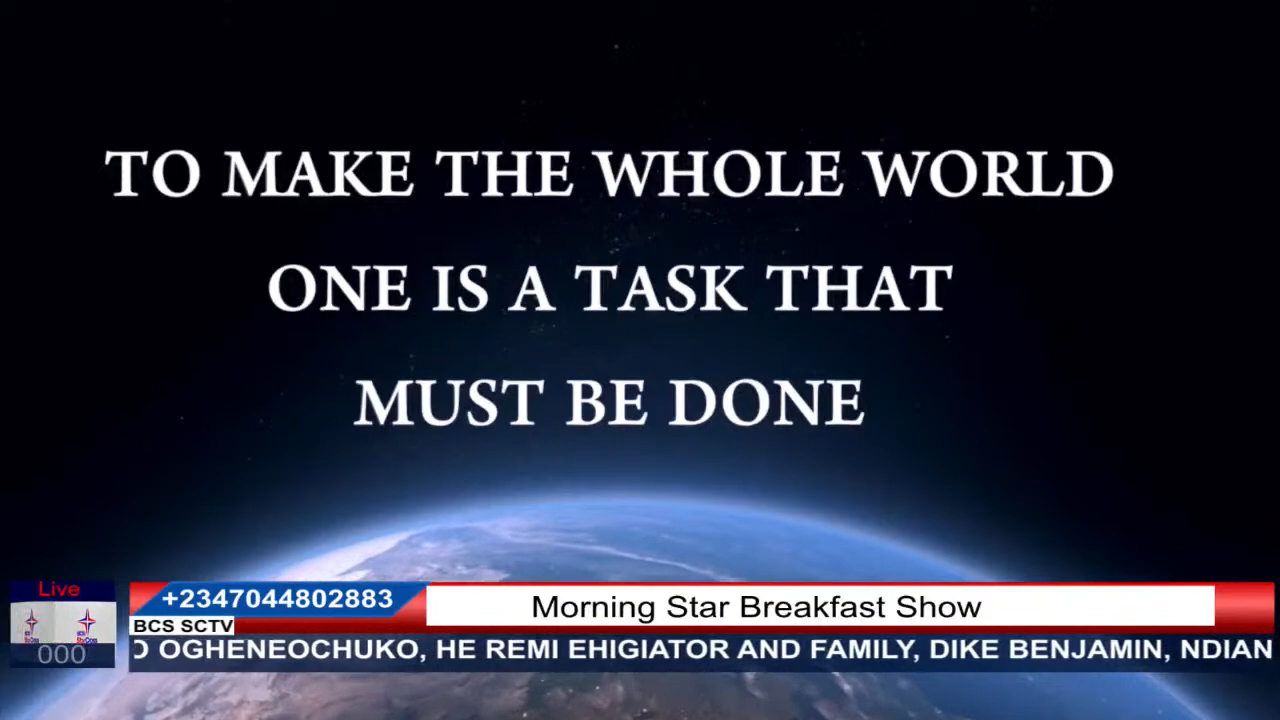 TO MAKE THE WHOLE WORLD
ONE IS A TASK THAT
MUST BE DONE
Live
+2347044802883
Morning Star Breakfast Show
BCS SCTV
000
OGHENEOCHUKO, HE REMI EHIGIATOR AND FAMILY, DIKE BENJAMIN, NDIAN